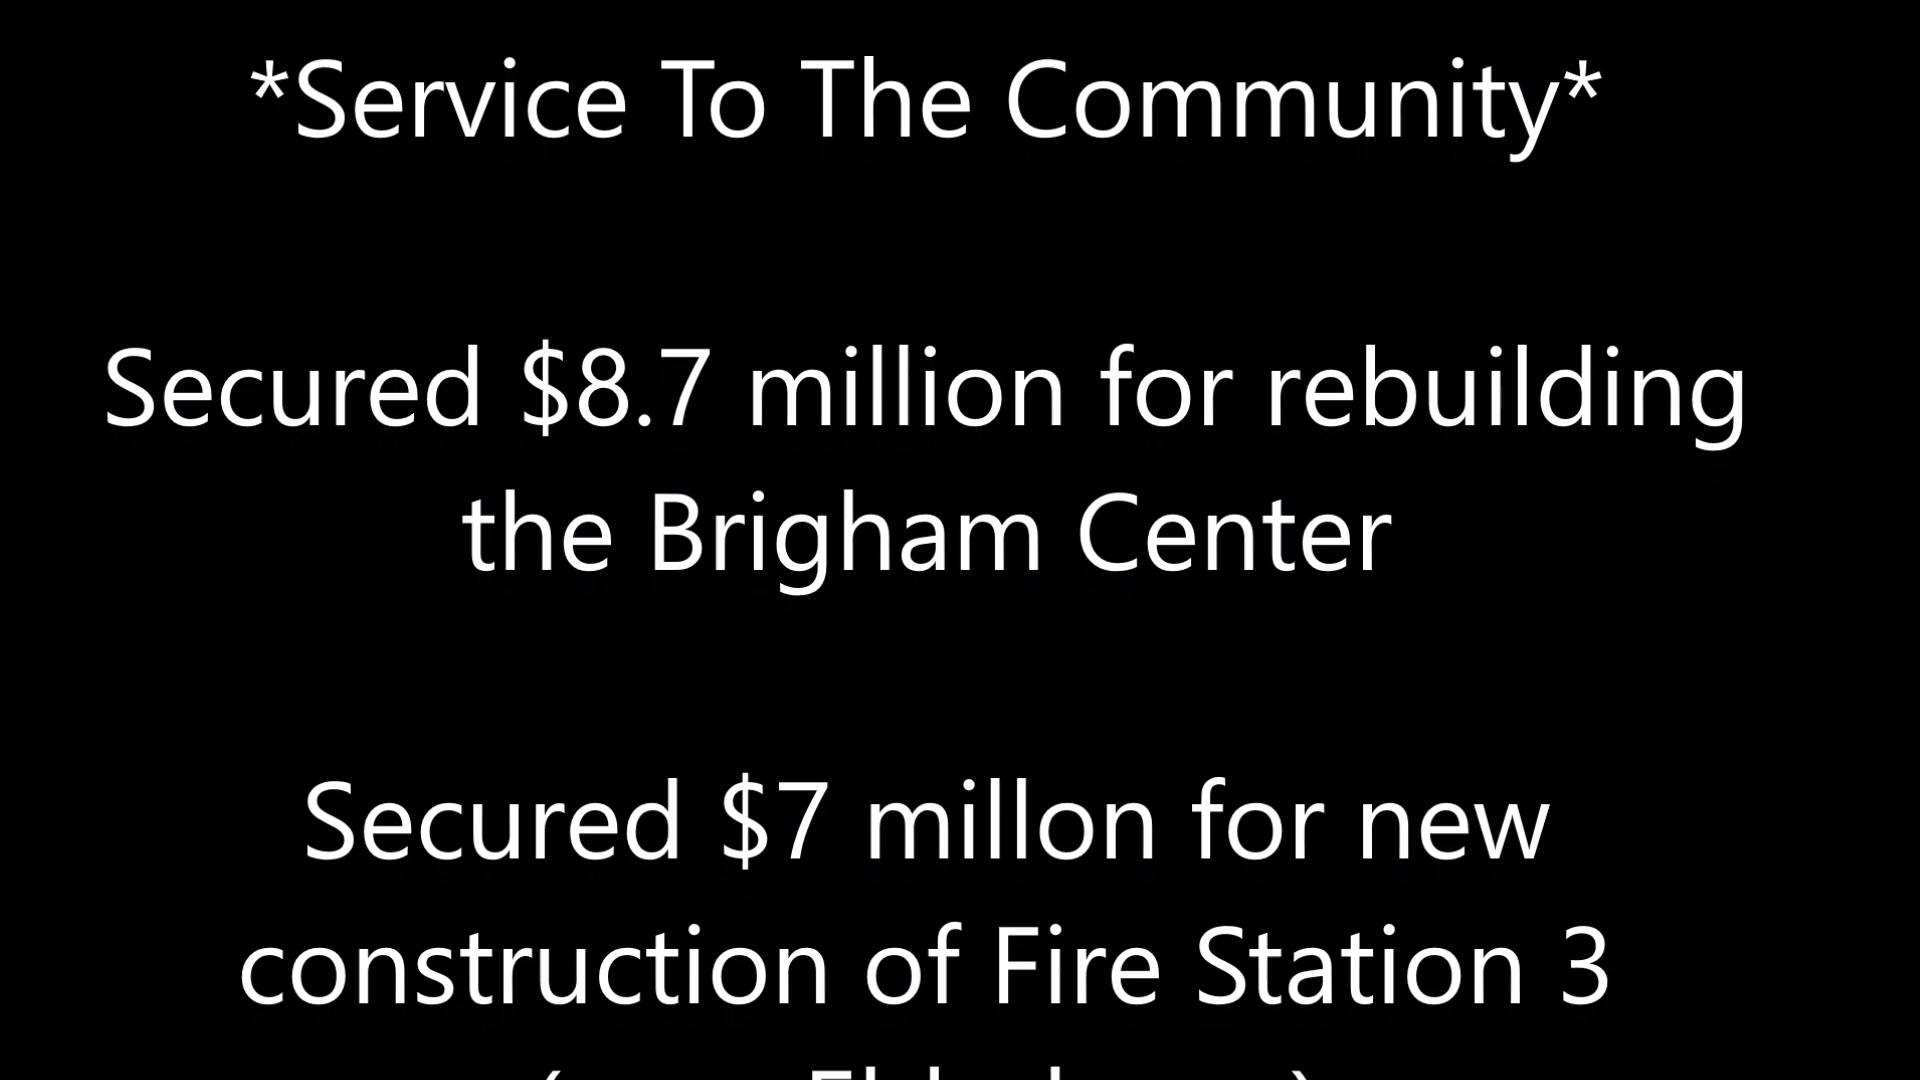 *Service To The Community*
Secured $8.7 million for rebuilding
the Brigham Center
Secured $7 millon for new
construction of Fire Station 3